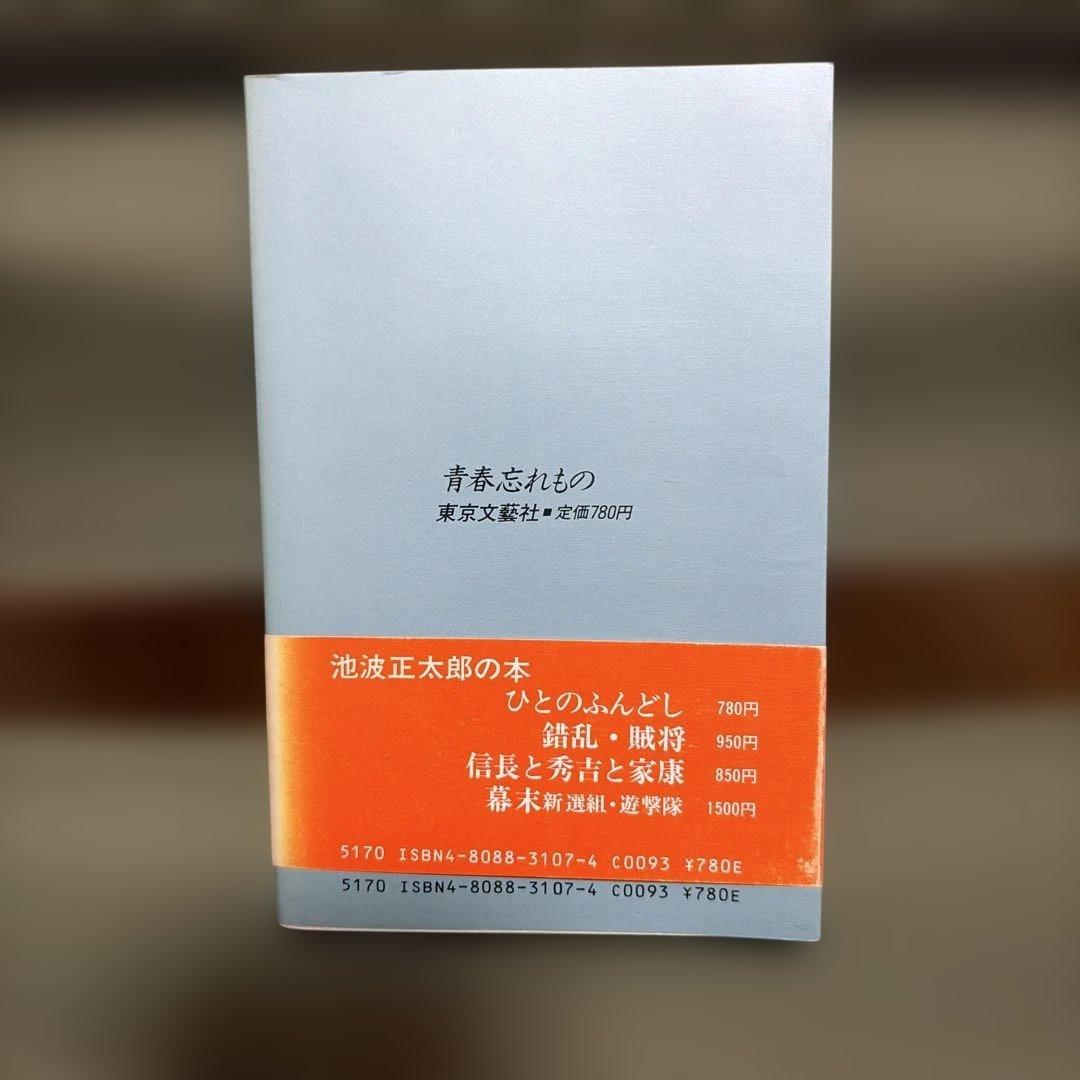 青春忘れもの
東京文藝社■定価780円
池波正太郎の本
ひとのふんどし 780円
錯乱・賊将 950円
信長と秀吉と家康 850円
幕末新選組・遊撃隊 1500円
5170 ISBN4-8088-3107-4 C0093 ¥780E
5170 ISBN4-8088-3107-4 C0093 ¥780E